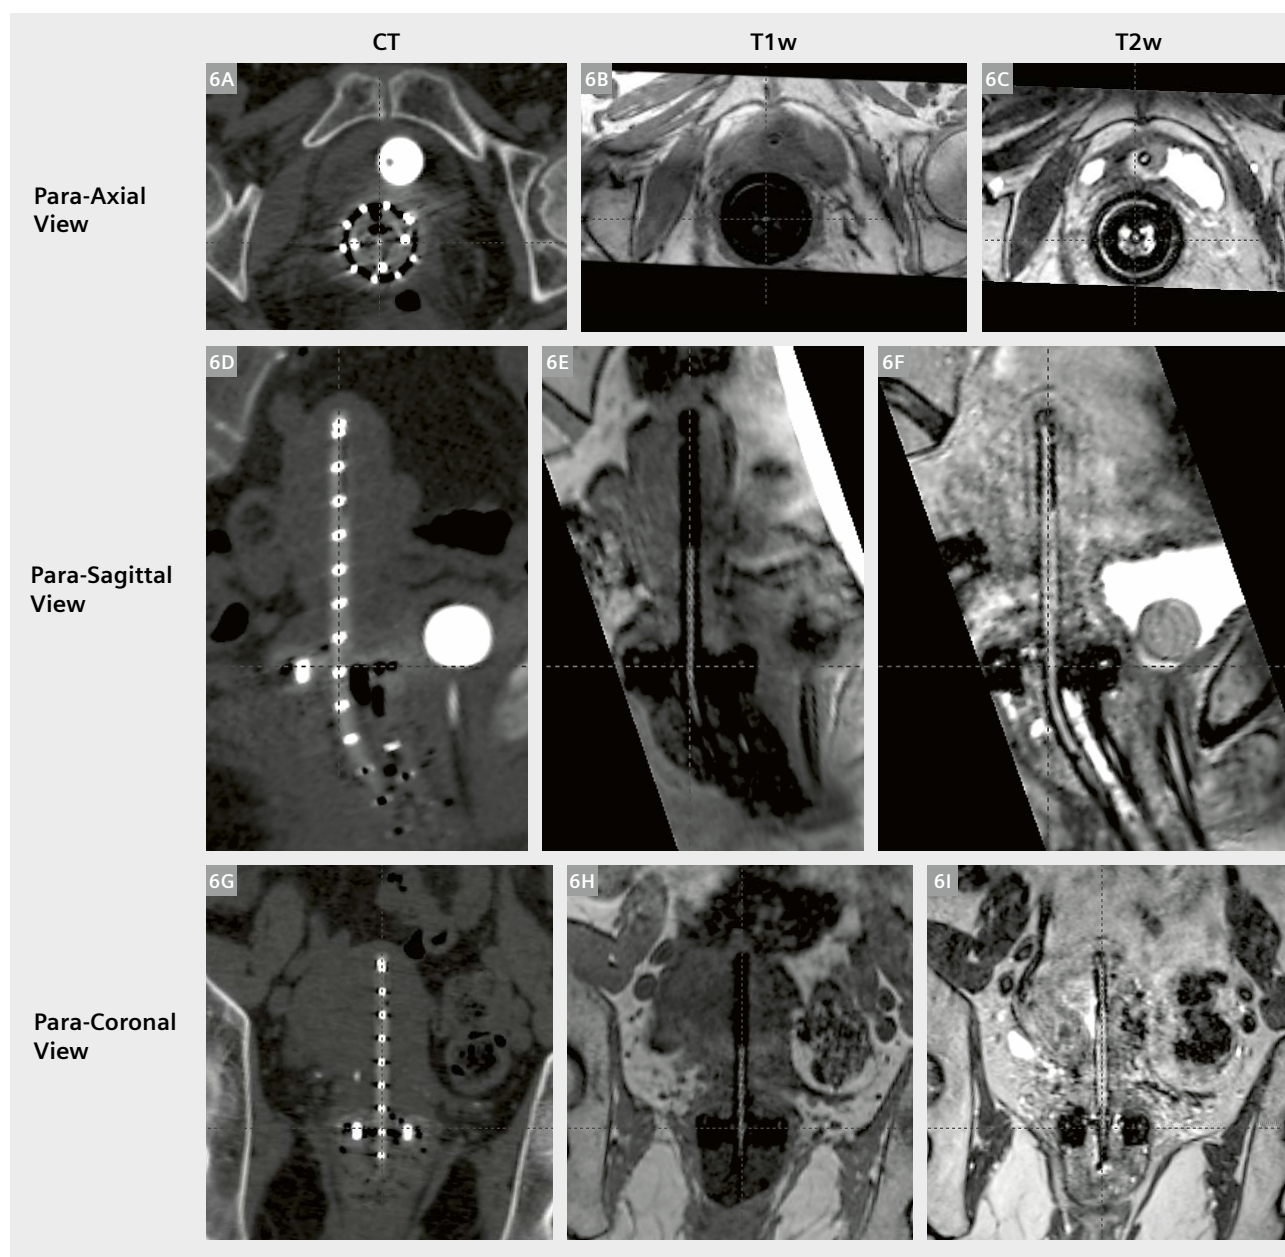 CT
T1w
T2w
Para-Axial
View
6A
6B
6C
Para-Sagittal
View
6D
6E
6F
Para-Coronal
View
6G
6H
6I